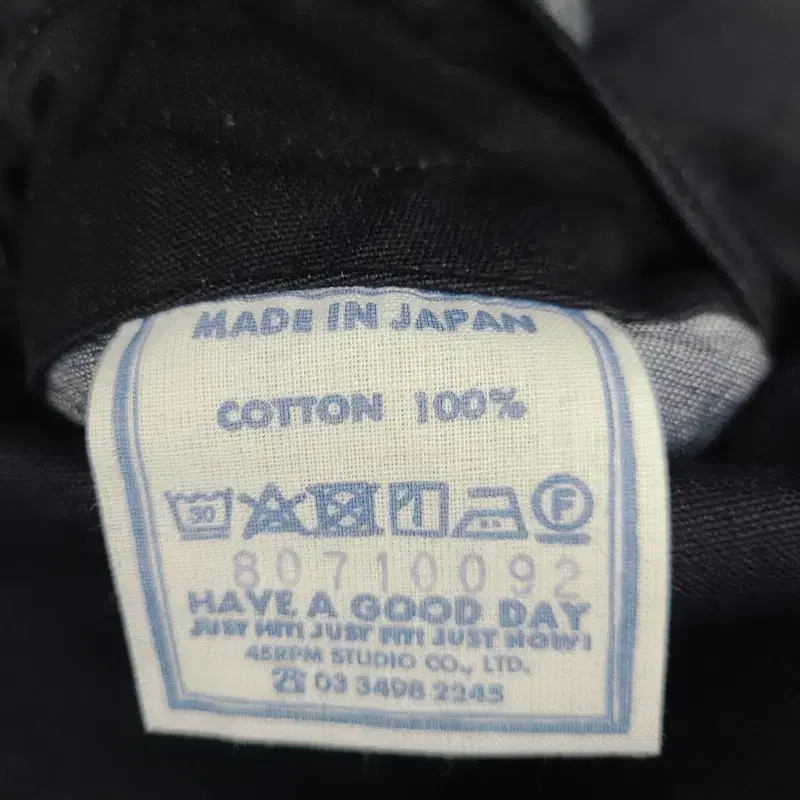 MADE IN JAPAN
COTTON 100%
30 F
80710092
HAVE A GOOD DAY
JUST HIT! JUST FIT! JUST NOW!
45RPM STUDIO CO., LTD.
☎ 03 3498 2245